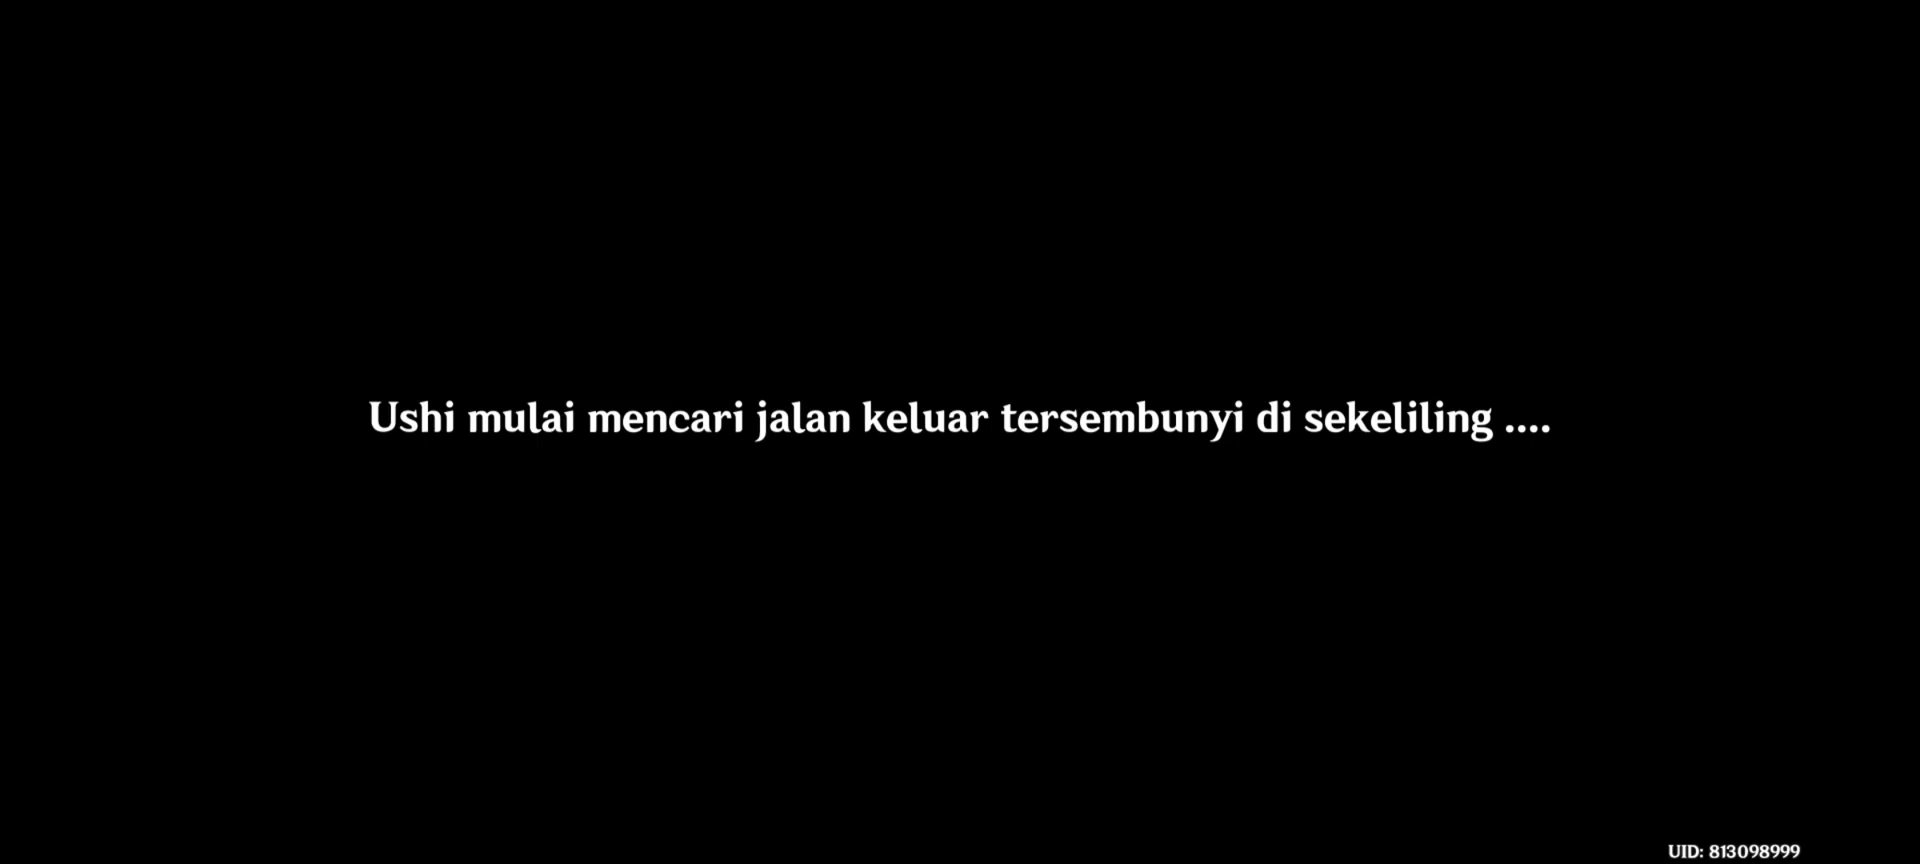 Ushi mulai mencari jalan keluar tersembunyi di sekeliling ....
UID: 813098999